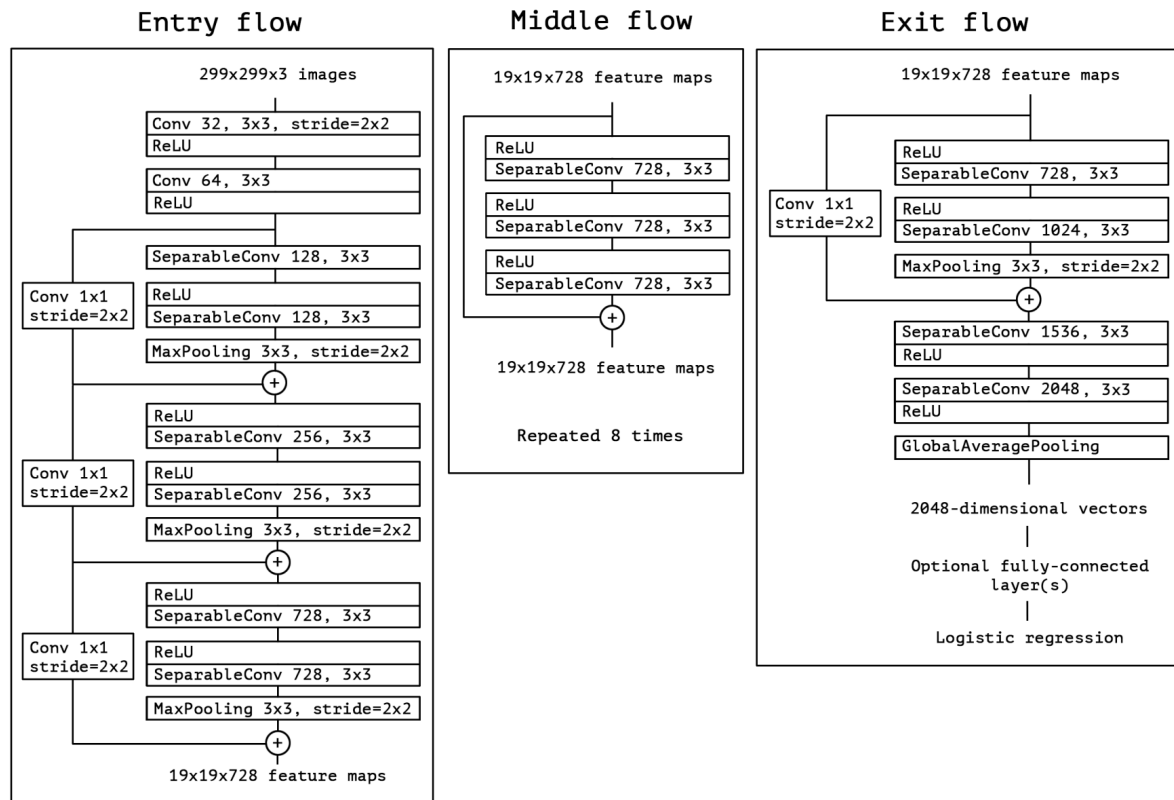 Entry flow
299x299x3 images
Conv 32, 3x3, stride=2x2
ReLU
Conv 64, 3x3
ReLU
SeparableConv 128, 3x3
Conv 1x1
stride=2x2
ReLU
SeparableConv 128, 3x3
MaxPooling 3x3, stride=2x2
+
ReLU
SeparableConv 256, 3x3
Conv 1x1
stride=2x2
ReLU
SeparableConv 256, 3x3
MaxPooling 3x3, stride=2x2
+
ReLU
SeparableConv 728, 3x3
Conv 1x1
stride=2x2
ReLU
SeparableConv 728, 3x3
MaxPooling 3x3, stride=2x2
+
19x19x728 feature maps
Middle flow
19x19x728 feature maps
ReLU
SeparableConv 728, 3x3
ReLU
SeparableConv 728, 3x3
ReLU
SeparableConv 728, 3x3
+
19x19x728 feature maps
Repeated 8 times
Exit flow
19x19x728 feature maps
ReLU
SeparableConv 728, 3x3
Conv 1x1
stride=2x2
ReLU
SeparableConv 1024, 3x3
MaxPooling 3x3, stride=2x2
+
SeparableConv 1536, 3x3
ReLU
SeparableConv 2048, 3x3
ReLU
GlobalAveragePooling
2048-dimensional vectors
Optional fully-connected
layer(s)
Logistic regression